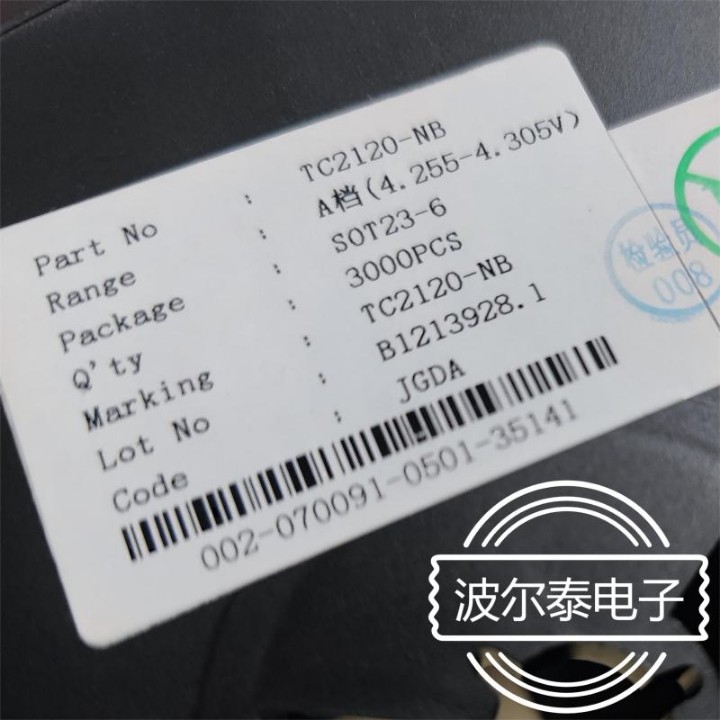 Part No : TC2120-NB
Range : A档(4.255-4.305V)
Package : SOT23-6
Q'ty : 3000PCS
Marking : TC2120-NB
Lot No : B1213928.1
Code : JGDA
002-070091-0501-35141
检验员
008
波尔泰电子